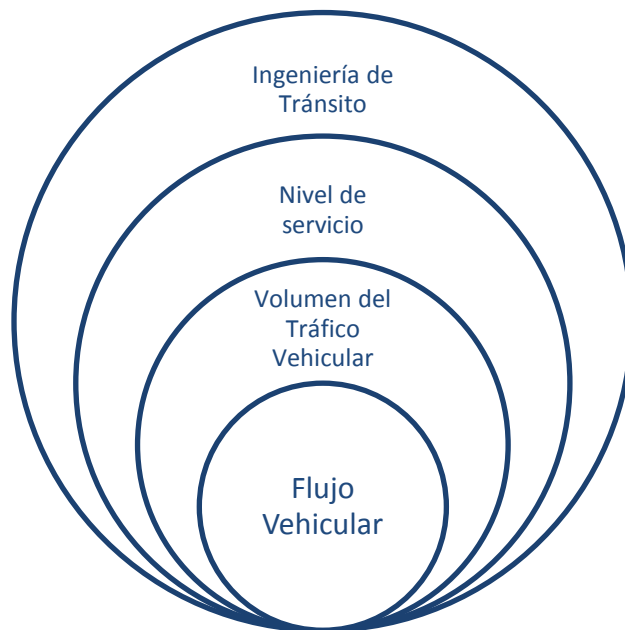 Ingeniería de
Tránsito
Nivel de
servicio
Volumen del
Tráfico
Vehicular
Flujo
Vehicular